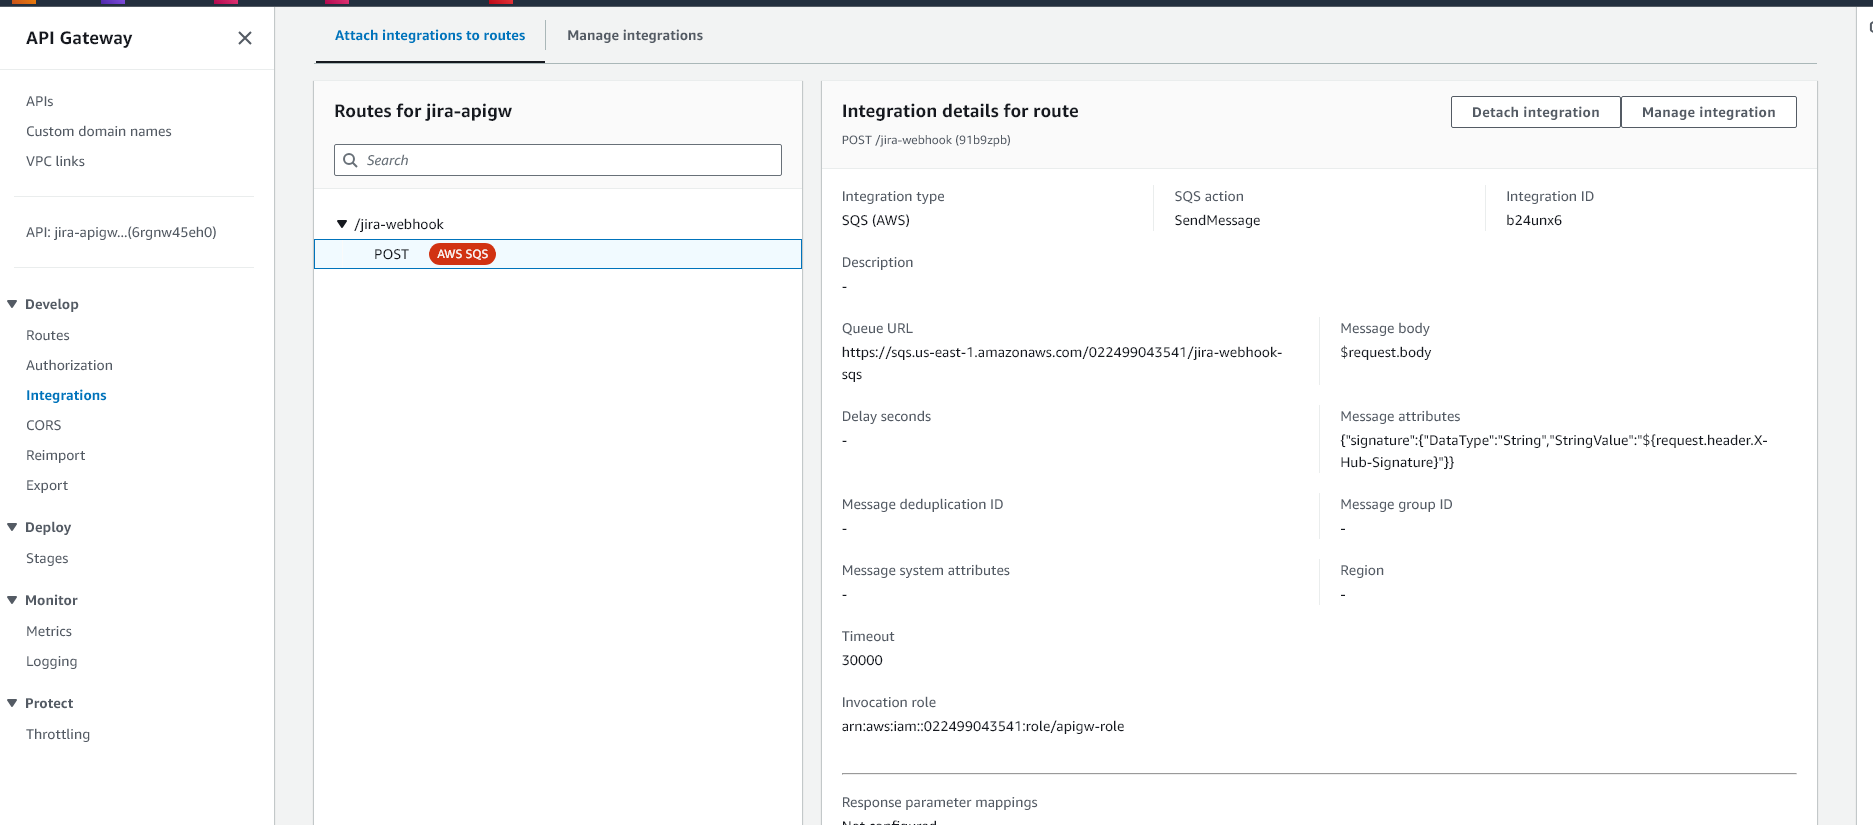 API Gateway
APIs
Custom domain names
VPC links
API: jira-apigw...(6rgnw45eh0)
Develop
Routes
Authorization
Integrations
CORS
Reimport
Export
Deploy
Stages
Monitor
Metrics
Logging
Protect
Throttling
Attach integrations to routes
Manage integrations
Routes for jira-apigw
Search
/jira-webhook
POST AWS SQS
Integration details for route
POST /jira-webhook (91b9zpb)
Detach integration
Manage integration
Integration type
SQS (AWS)
SQS action
SendMessage
Integration ID
b24unx6
Description
-
Queue URL
https://sqs.us-east-1.amazonaws.com/022499043541/jira-webhook-
sqs
Message body
$request.body
Delay seconds
-
Message attributes
{"signature":{"DataType":"String","StringValue":"${request.header.X-
Hub-Signature}"}}
Message deduplication ID
-
Message group ID
-
Message system attributes
-
Region
-
Timeout
30000
Invocation role
arn:aws:iam::022499043541:role/apigw-role
Response parameter mappings
Not configured